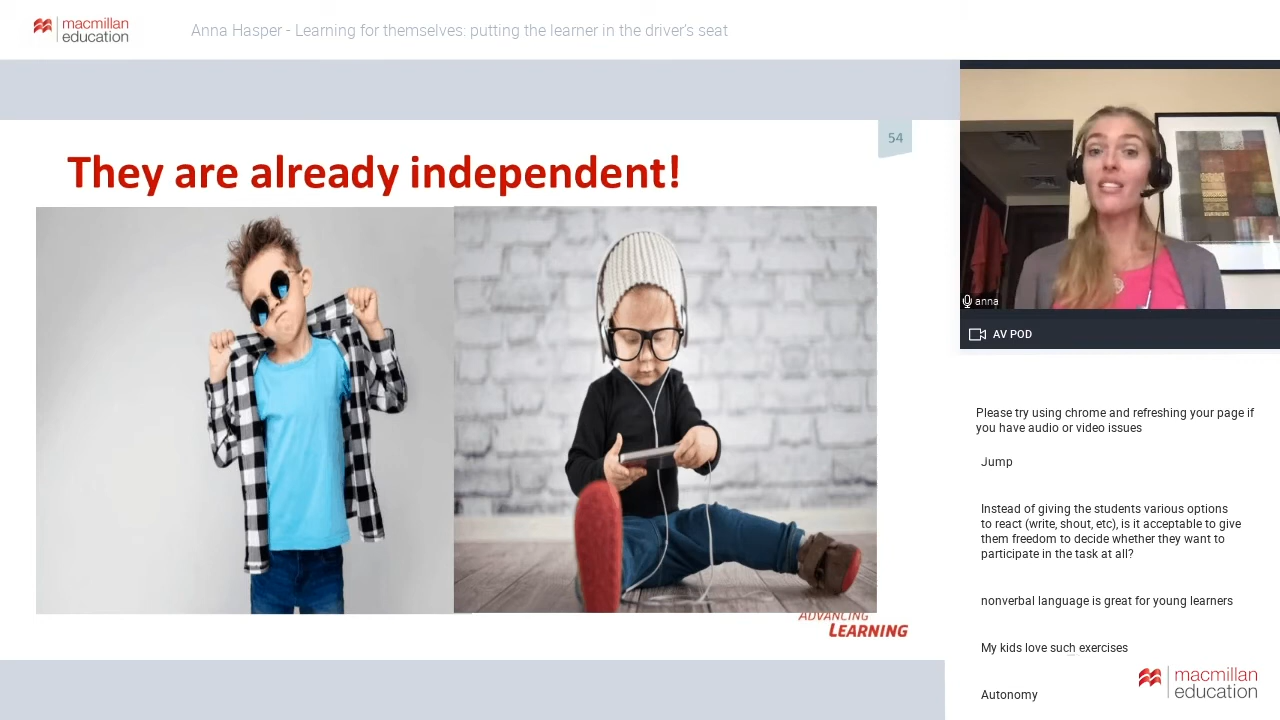 macmillan
education
Anna Hasper - Learning for themselves: putting the learner in the driver's seat
54
They are already independent!
ADVANCING
LEARNING
anna
AV POD
Please try using chrome and refreshing your page if
you have audio or video issues
Jump
Instead of giving the students various options
to react (write, shout, etc), is it acceptable to give
them freedom to decide whether they want to
participate in the task at all?
nonverbal language is great for young learners
My kids love such exercises
Autonomy
macmillan
education